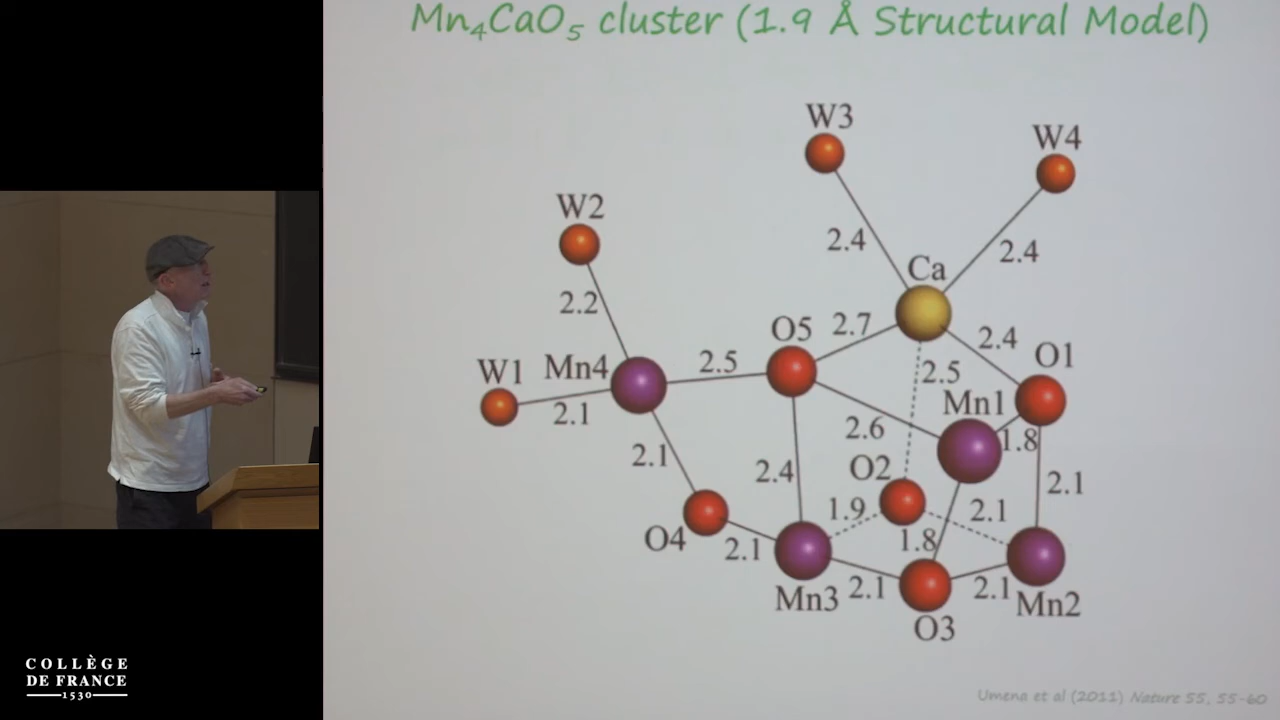 Mn4CaO5 cluster (1.9 Å Structural Model)
W3
W4
W2
2.4
2.4
Ca
2.2
O5
2.7
2.4
O1
W1
Mn4
2.5
2.5
Mn1
2.1
2.6
1.8
2.1
2.4
O2
2.1
1.9
2.1
O4
2.1
1.8
Mn3
2.1
2.1
Mn2
O3
Umena et al (2011) Nature 55, 55-60
COLLÈGE
DE FRANCE
1530